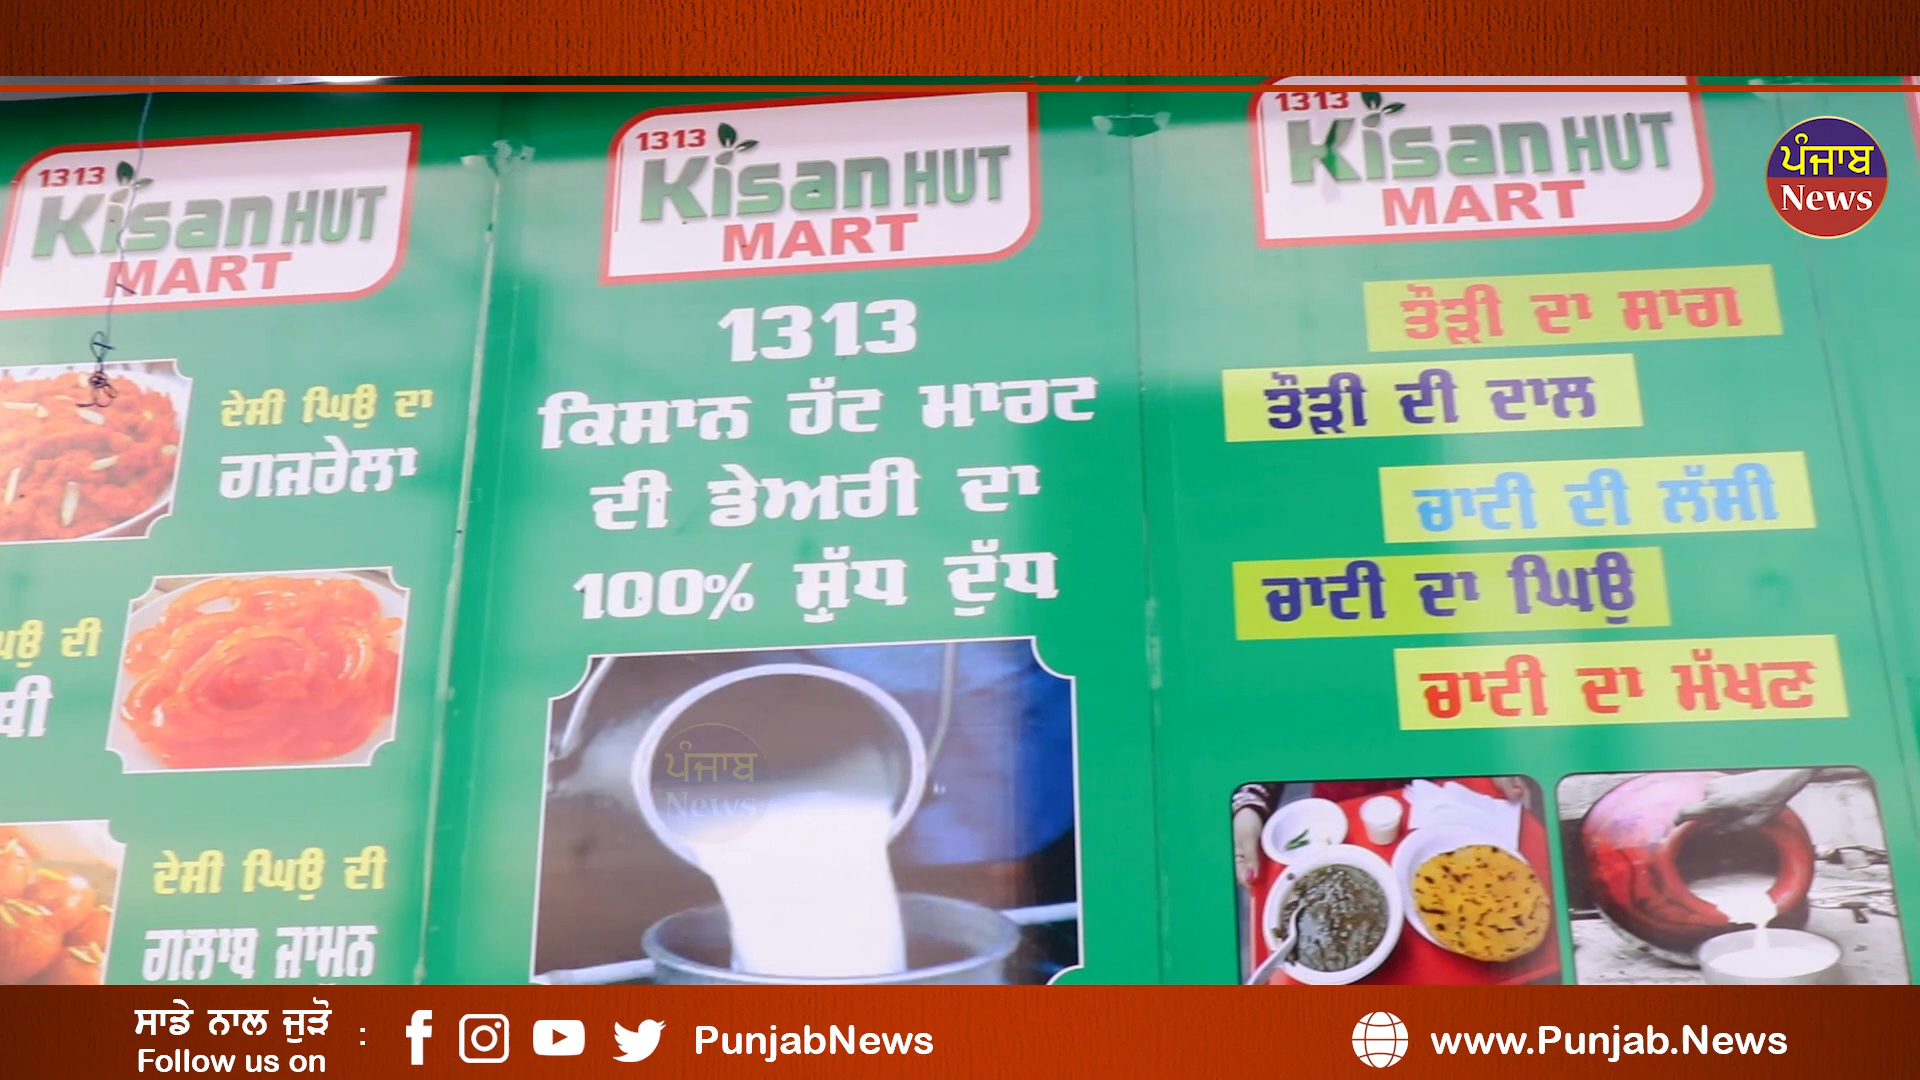 1313
Kisan HUT
MART
ਦੇਸੀ ਘਿਉ ਦਾ
ਗਜਰੇਲਾ
ਘਿਉ ਦੀ
ਦੇਸੀ ਘਿਉ ਦੀ
ਗਲਾਬ ਜਾਮੁਨ
1313
Kisan HUT
MART
1313
ਕਿਸਾਨ ਹੱਟ ਮਾਰਟ
ਦੀ ਡੇਅਰੀ ਦਾ
100% ਸ਼ੁੱਧ ਦੁੱਧ
ਪੰਜਾਬ
News
1313
Kisan HUT
MART
ਤੌੜੀ ਦਾ ਸਾਗ
ਤੌੜੀ ਦੀ ਦਾਲ
ਚਾਟੀ ਦੀ ਲੱਸੀ
ਚਾਟੀ ਦਾ ਘਿਉ
ਚਾਟੀ ਦਾ ਮੱਖਣ
ਪੰਜਾਬ
News
ਸਾਡੇ ਨਾਲ ਜੁੜੋ :
Follow us on
PunjabNews
www.Punjab.News